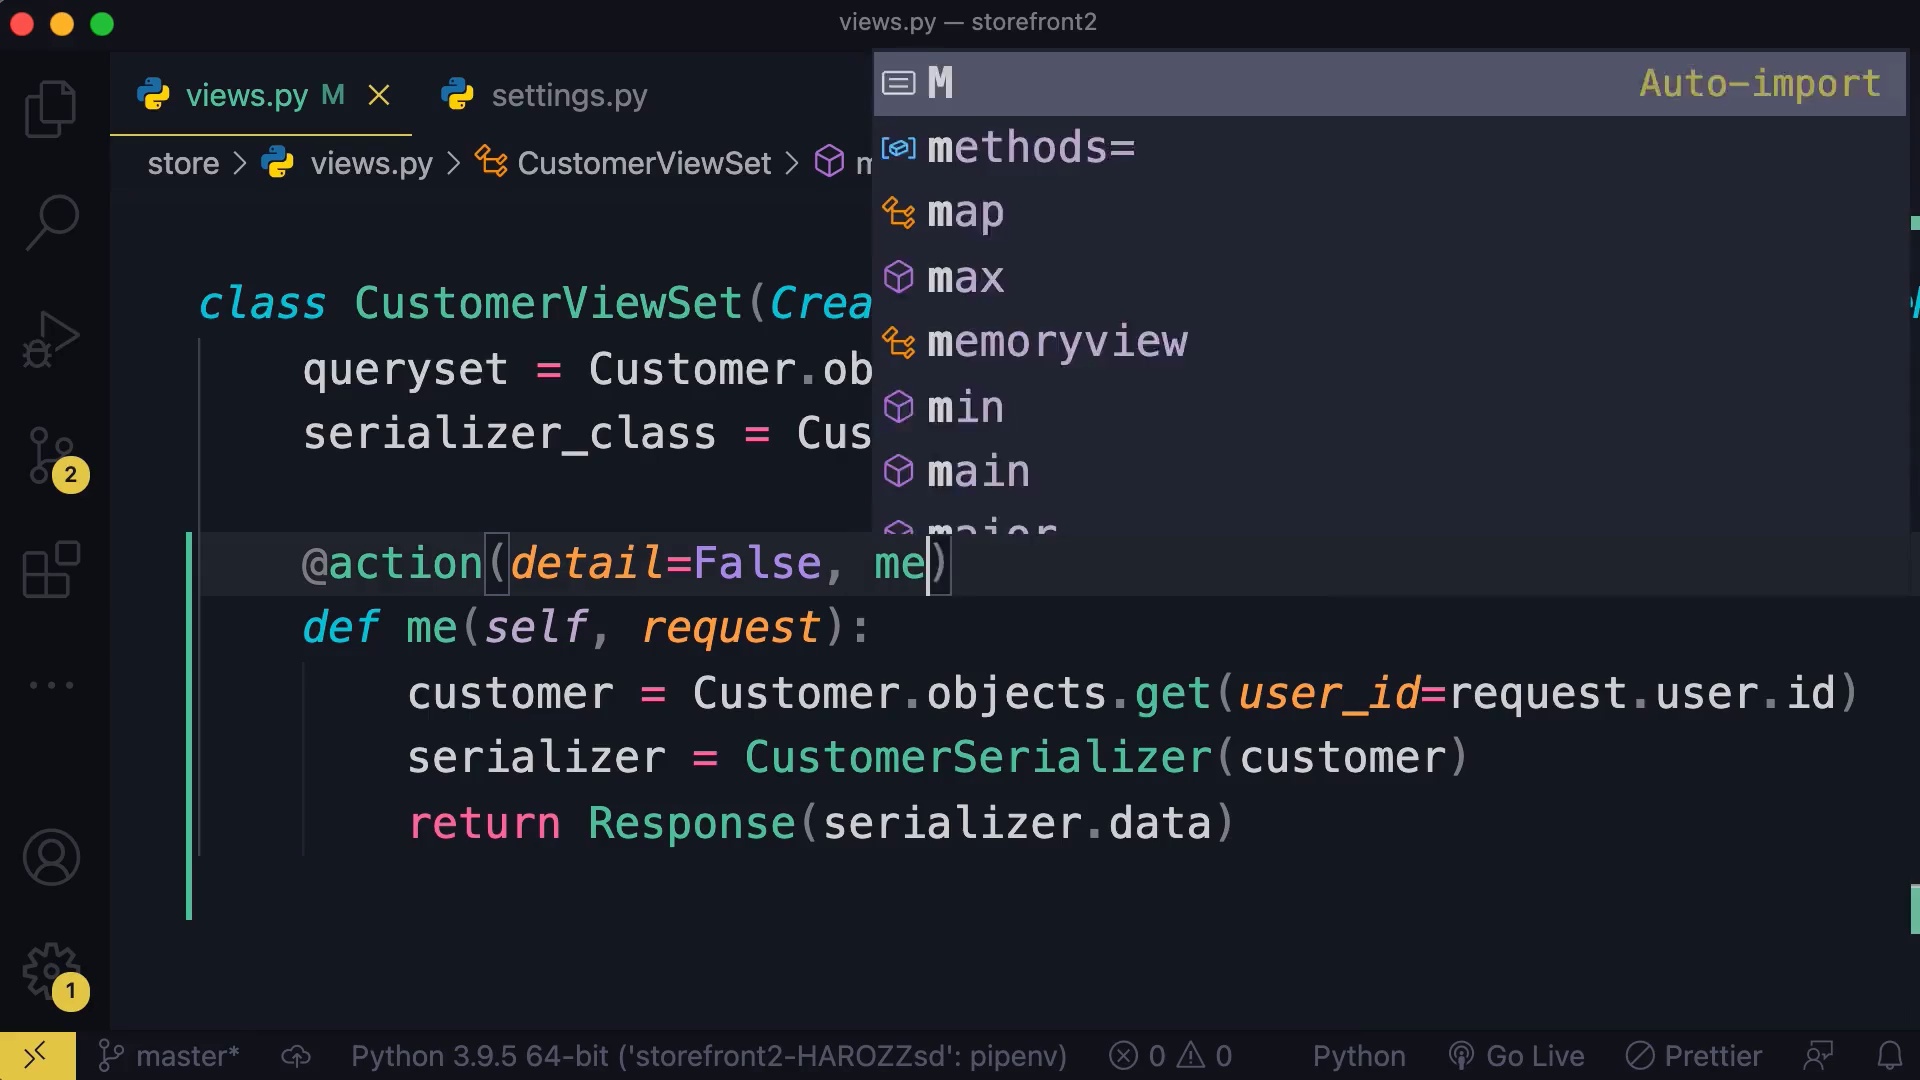 views.py — storefront2
views.py M
settings.py
store > views.py > CustomerViewSet > m
M Auto-import
methods=
map
max
memoryview
min
main
major
class CustomerViewSet(Crea
queryset = Customer.ob
serializer_class = Cus
@action(detail=False, me)
def me(self, request):
customer = Customer.objects.get(user_id=request.user.id)
serializer = CustomerSerializer(customer)
return Response(serializer.data)
2
1
master* Python 3.9.5 64-bit ('storefront2-HAROZZsd': pipenv) 0 0 Python Go Live Prettier